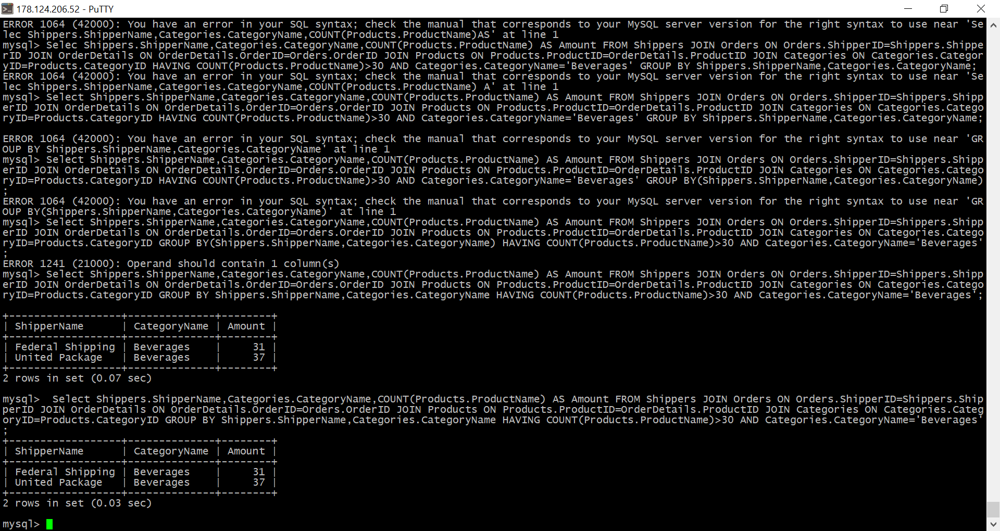 178.124.206.52 - PuTTY
ERROR 1064 (42000): You have an error in your SQL syntax; check the manual that corresponds to your MySQL server version for the right syntax to use near 'Se
lec Shippers.ShipperName,Categories.CategoryName,COUNT(Products.ProductName)AS' at line 1
mysql> Selec Shippers.ShipperName,Categories.CategoryName,COUNT(Products.ProductName) AS Amount FROM Shippers JOIN Orders ON Orders.ShipperID=Shippers.Shippe
rID JOIN OrderDetails ON OrderDetails.OrderID=Orders.OrderID JOIN Products ON Products.ProductID=OrderDetails.ProductID JOIN Categories ON Categories.Categor
yID=Products.CategoryID HAVING COUNT(Products.ProductName)>30 AND Categories.CategoryName='Beverages' GROUP BY Shippers.ShipperName,Categories.CategoryName;
ERROR 1064 (42000): You have an error in your SQL syntax; check the manual that corresponds to your MySQL server version for the right syntax to use near 'Se
lec Shippers.ShipperName,Categories.CategoryName,COUNT(Products.ProductName) A' at line 1
mysql> Select Shippers.ShipperName,Categories.CategoryName,COUNT(Products.ProductName) AS Amount FROM Shippers JOIN Orders ON Orders.ShipperID=Shippers.Shipp
erID JOIN OrderDetails ON OrderDetails.OrderID=Orders.OrderID JOIN Products ON Products.ProductID=OrderDetails.ProductID JOIN Categories ON Categories.Catego
ryID=Products.CategoryID HAVING COUNT(Products.ProductName)>30 AND Categories.CategoryName='Beverages' GROUP BY Shippers.ShipperName,Categories.CategoryName;
ERROR 1064 (42000): You have an error in your SQL syntax; check the manual that corresponds to your MySQL server version for the right syntax to use near 'GR
OUP BY Shippers.ShipperName,Categories.CategoryName' at line 1
mysql> Select Shippers.ShipperName,Categories.CategoryName,COUNT(Products.ProductName) AS Amount FROM Shippers JOIN Orders ON Orders.ShipperID=Shippers.Shipp
erID JOIN OrderDetails ON OrderDetails.OrderID=Orders.OrderID JOIN Products ON Products.ProductID=OrderDetails.ProductID JOIN Categories ON Categories.Catego
ryID=Products.CategoryID HAVING COUNT(Products.ProductName)>30 AND Categories.CategoryName='Beverages' GROUP BY(Shippers.ShipperName,Categories.CategoryName)
;
ERROR 1064 (42000): You have an error in your SQL syntax; check the manual that corresponds to your MySQL server version for the right syntax to use near 'GR
OUP BY(Shippers.ShipperName,Categories.CategoryName)' at line 1
mysql> Select Shippers.ShipperName,Categories.CategoryName,COUNT(Products.ProductName) AS Amount FROM Shippers JOIN Orders ON Orders.ShipperID=Shippers.Shipp
erID JOIN OrderDetails ON OrderDetails.OrderID=Orders.OrderID JOIN Products ON Products.ProductID=OrderDetails.ProductID JOIN Categories ON Categories.Catego
ryID=Products.CategoryID GROUP BY(Shippers.ShipperName,Categories.CategoryName) HAVING COUNT(Products.ProductName)>30 AND Categories.CategoryName='Beverages'
;
ERROR 1241 (21000): Operand should contain 1 column(s)
mysql> Select Shippers.ShipperName,Categories.CategoryName,COUNT(Products.ProductName) AS Amount FROM Shippers JOIN Orders ON Orders.ShipperID=Shippers.Shipp
erID JOIN OrderDetails ON OrderDetails.OrderID=Orders.OrderID JOIN Products ON Products.ProductID=OrderDetails.ProductID JOIN Categories ON Categories.Catego
ryID=Products.CategoryID GROUP BY Shippers.ShipperName,Categories.CategoryName HAVING COUNT(Products.ProductName)>30 AND Categories.CategoryName='Beverages';
+------------------+--------------+--------+
| ShipperName      | CategoryName | Amount |
+------------------+--------------+--------+
| Federal Shipping | Beverages    |     31 |
| United Package   | Beverages    |     37 |
+------------------+--------------+--------+
2 rows in set (0.07 sec)
mysql>  Select Shippers.ShipperName,Categories.CategoryName,COUNT(Products.ProductName) AS Amount FROM Shippers JOIN Orders ON Orders.ShipperID=Shippers.Ship
perID JOIN OrderDetails ON OrderDetails.OrderID=Orders.OrderID JOIN Products ON Products.ProductID=OrderDetails.ProductID JOIN Categories ON Categories.Categ
oryID=Products.CategoryID GROUP BY Shippers.ShipperName,Categories.CategoryName HAVING COUNT(Products.ProductName)>30 AND Categories.CategoryName='Beverages'
;
+------------------+--------------+--------+
| ShipperName      | CategoryName | Amount |
+------------------+--------------+--------+
| Federal Shipping | Beverages    |     31 |
| United Package   | Beverages    |     37 |
+------------------+--------------+--------+
2 rows in set (0.03 sec)
mysql>